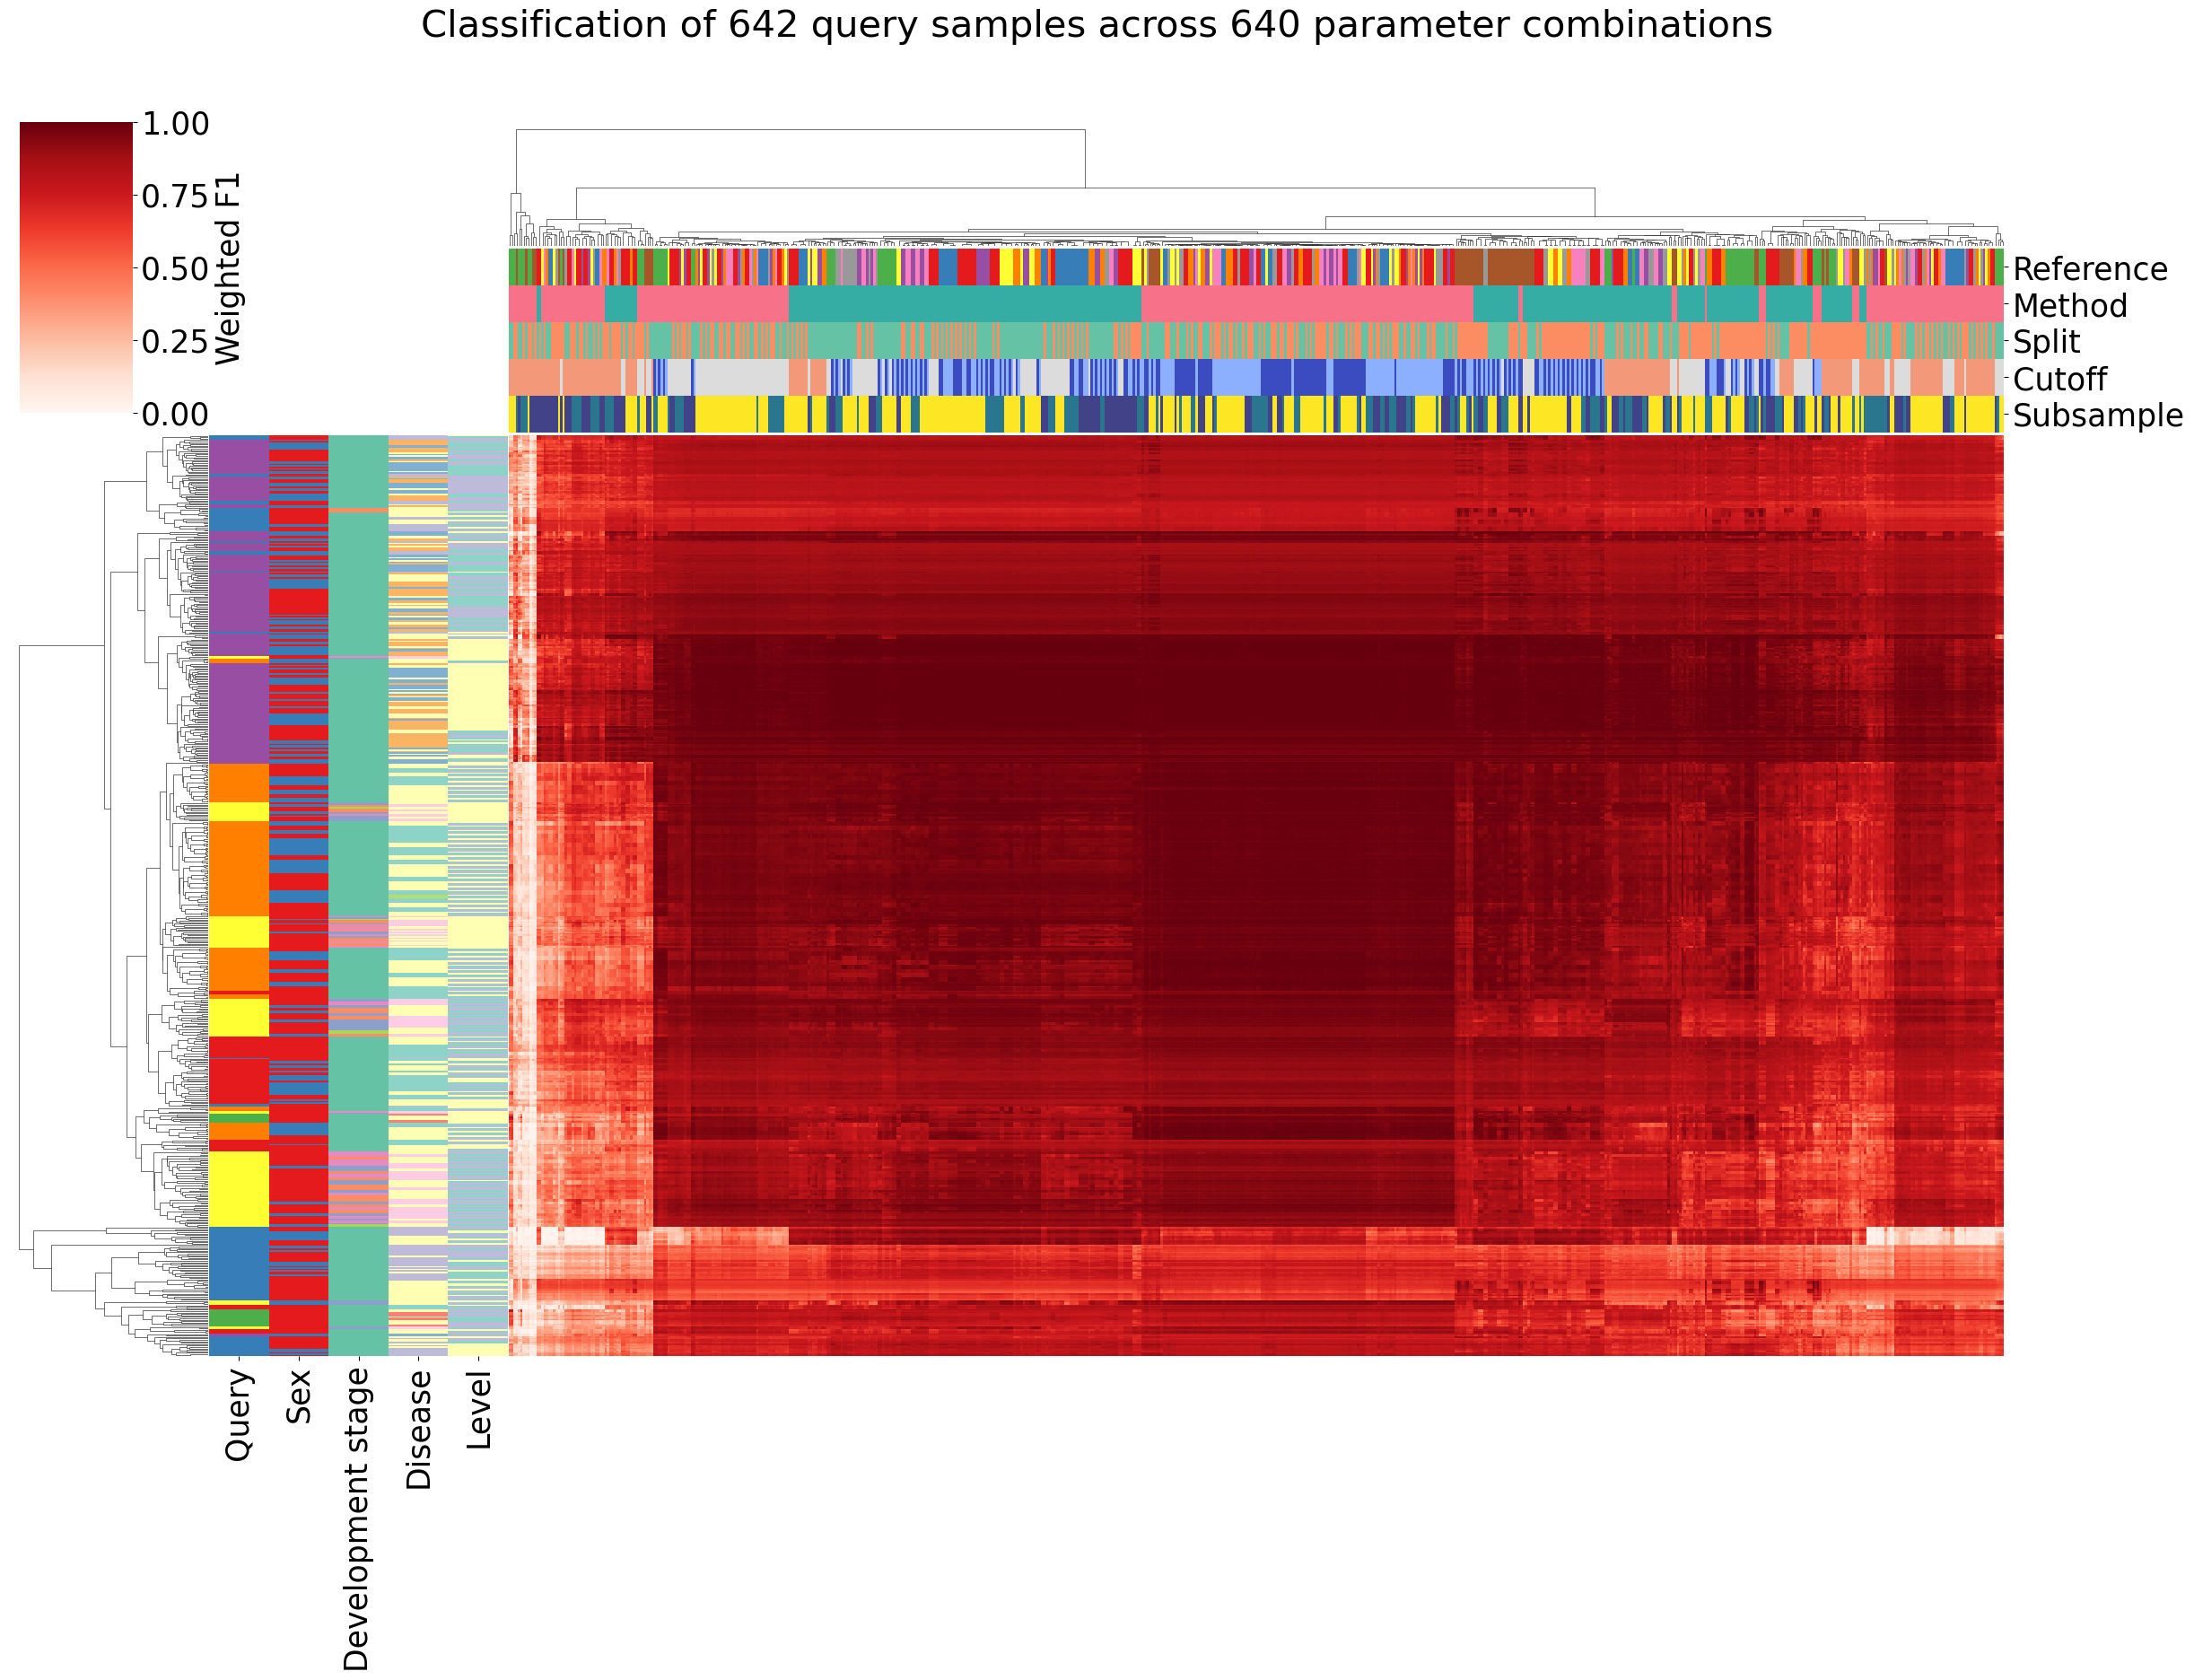 Classification of 642 query samples across 640 parameter combinations
1.00
0.75
0.50
0.25
0.00
Weighted F1
Reference
Method
Split
Cutoff
Subsample
Query
Sex
Development stage
Disease
Level